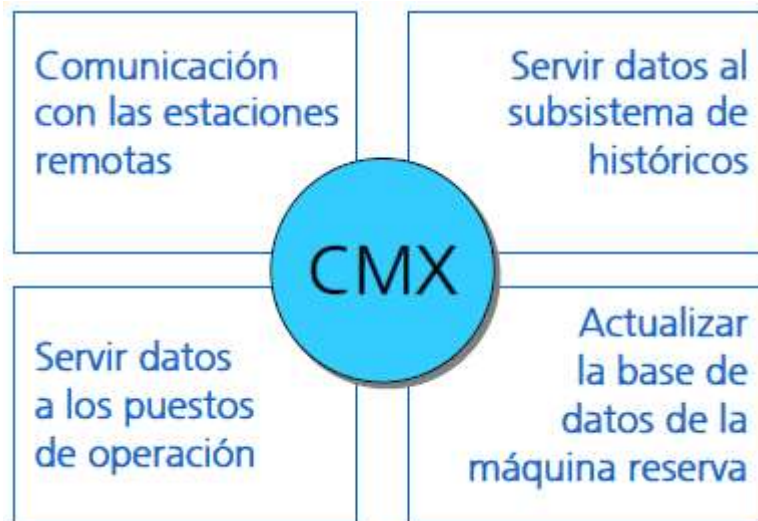 Comunicación
con las estaciones
remotas
Servir datos al
subsistema de
históricos
CMX
Servir datos
a los puestos
de operación
Actualizar
la base de
datos de la
máquina reserva